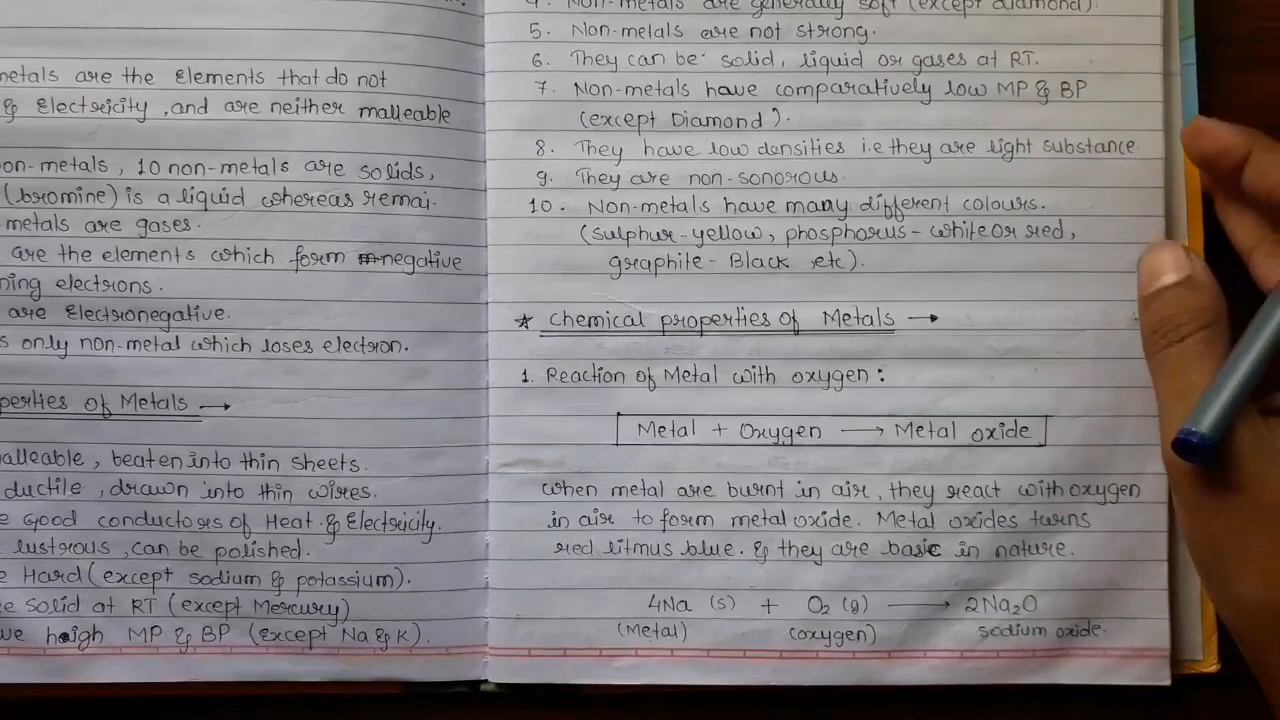 metals are the Elements that do not
& Electricity, and are neither malleable
on-metals, 10 non-metals are solids,
(bromine) is a liquid whereas remai-
metals are gases.
are the elements which form negative
ning electrons.
are Electronegative.
s only non-metal which loses electron.
perties of Metals →
alleable, beaten into thin sheets.
ductile, drawn into thin wires.
e Good conductors of Heat & Electricity.
lustrous, can be polished.
e Hard (except sodium & potassium).
e solid at RT (except Mercury)
ve heigh MP & BP (Except Na & K).
4. Non-metals are generally soft (except diamond).
5. Non-metals are not strong.
6. They can be solid, liquid or gases at RT.
7. Non-metals have comparatively low MP & BP
(except Diamond).
8. They have low densities i.e they are light substance.
9. They are non-sonorous.
10. Non-metals have many different colours.
(sulphur-yellow, phosphorus-white or red,
graphite-Black etc).
* Chemical properties of Metals →
1. Reaction of Metal with oxygen:
Metal + Oxygen → Metal oxide
When metal are burnt in air, they react with oxygen
in air to form metal oxide. Metal oxides turns
red litmus blue. & they are basic in nature.
4Na (s) + O₂ (g) → 2Na₂O
(Metal) (oxygen) sodium oxide.